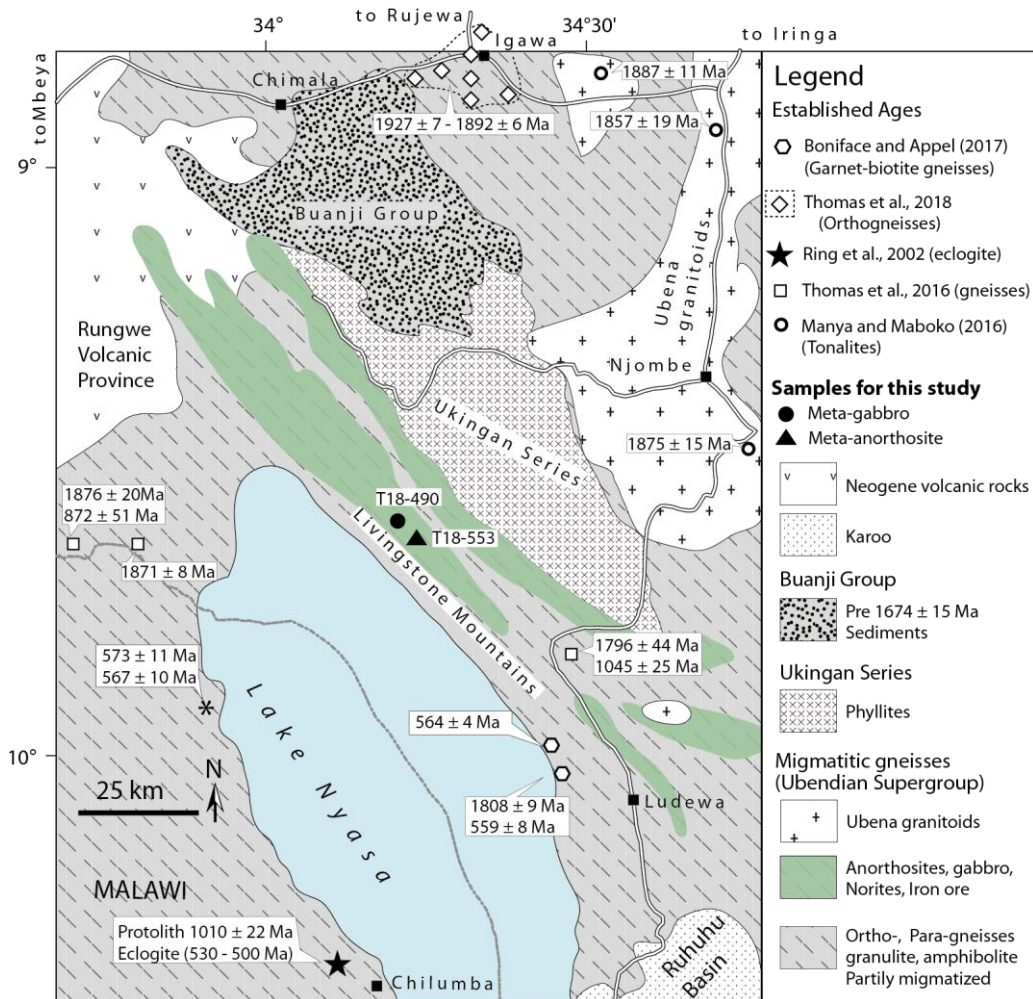 to Rujewa
34°
34°30'
Igawa
to Iringa
toMbeya
Chimala
1887 ± 11 Ma
1857 ± 19 Ma
1927 ± 7 - 1892 ± 6 Ma
9°
Buanji Group
Ubena
granitoids
Rungwe
Volcanic
Province
Njombe
Ukingan Series
1875 ± 15 Ma
1876 ± 20Ma
872 ± 51 Ma
T18-490
T18-553
1871 ± 8 Ma
Livingstone Mountains
1796 ± 44 Ma
1045 ± 25 Ma
573 ± 11 Ma
567 ± 10 Ma
*
Lake Nyasa
564 ± 4 Ma
10°
N
25 km
1808 ± 9 Ma
559 ± 8 Ma
Ludewa
MALAWI
Protolith 1010 ± 22 Ma
Eclogite (530 - 500 Ma)
Chilumba
Ruhuhu
Basin
Legend
Established Ages
Boniface and Appel (2017)
(Garnet-biotite gneisses)
Thomas et al., 2018
(Orthogneisses)
Ring et al., 2002 (eclogite)
Thomas et al., 2016 (gneisses)
Manya and Maboko (2016)
(Tonalites)
Samples for this study
Meta-gabbro
Meta-anorthosite
Neogene volcanic rocks
Karoo
Buanji Group
Pre 1674 ± 15 Ma
Sediments
Ukingan Series
Phyllites
Migmatitic gneisses
(Ubendian Supergroup)
Ubena granitoids
Anorthosites, gabbro,
Norites, Iron ore
Ortho-, Para-gneisses
granulite, amphibolite
Partily migmatized